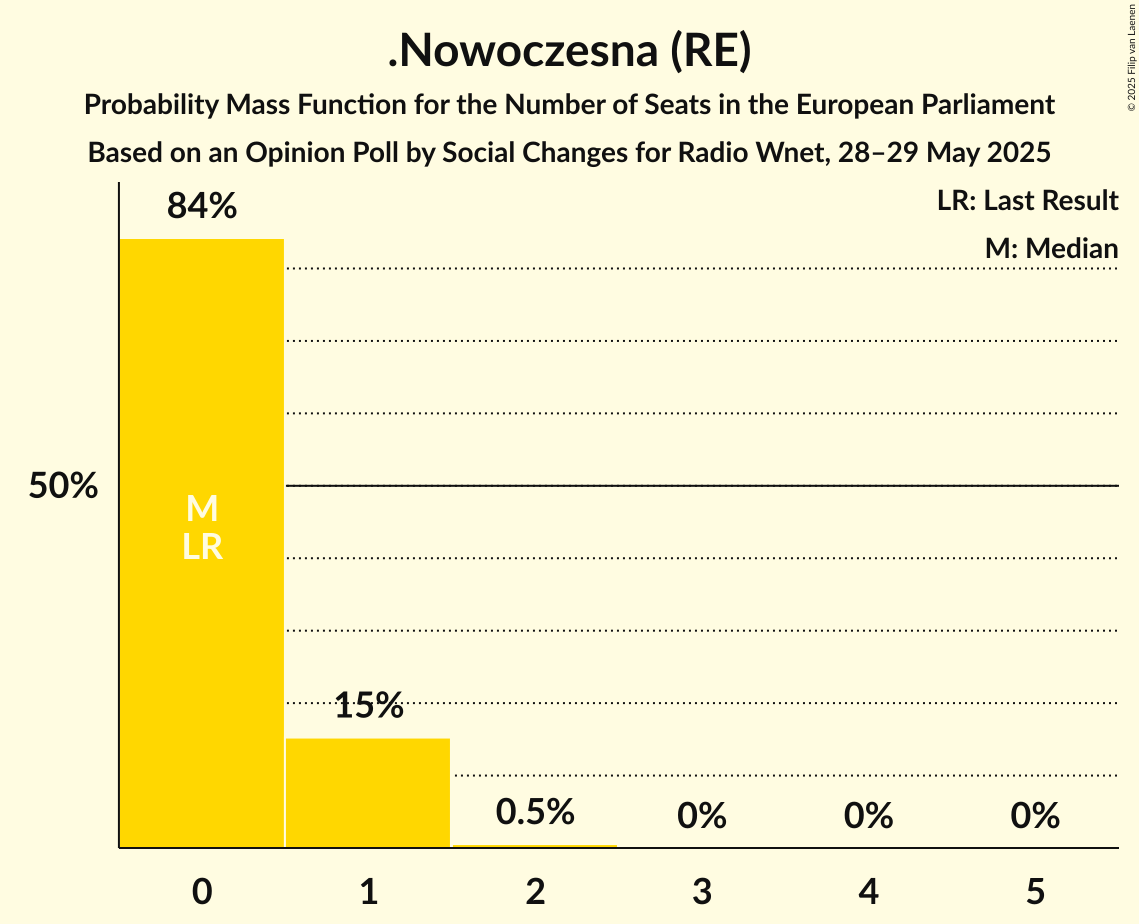 .Nowoczesna (RE)
Probability Mass Function for the Number of Seats in the European Parliament
Based on an Opinion Poll by Social Changes for Radio Wnet, 28–29 May 2025
© 2025 Filip van Laenen
LR: Last Result
M: Median
84%
50%
M
LR
15%
0.5%
0%
0%
0%
0
1
2
3
4
5